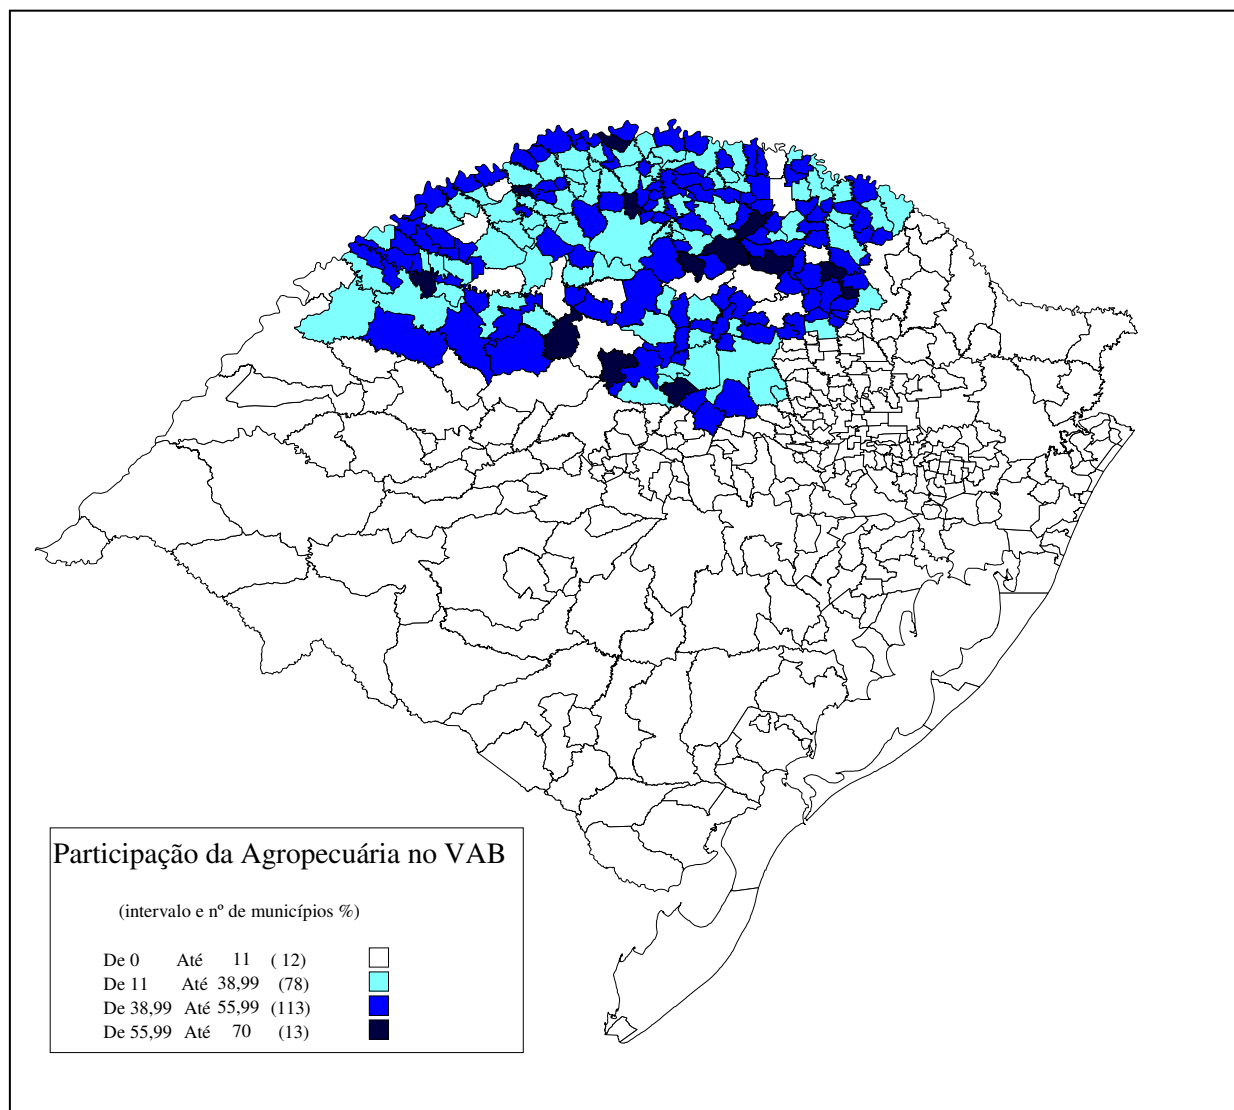 Participação da Agropecuária no VAB
(intervalo e nº de municípios %)
De 0 Até 11 ( 12)
De 11 Até 38,99 (78)
De 38,99 Até 55,99 (113)
De 55,99 Até 70 (13)